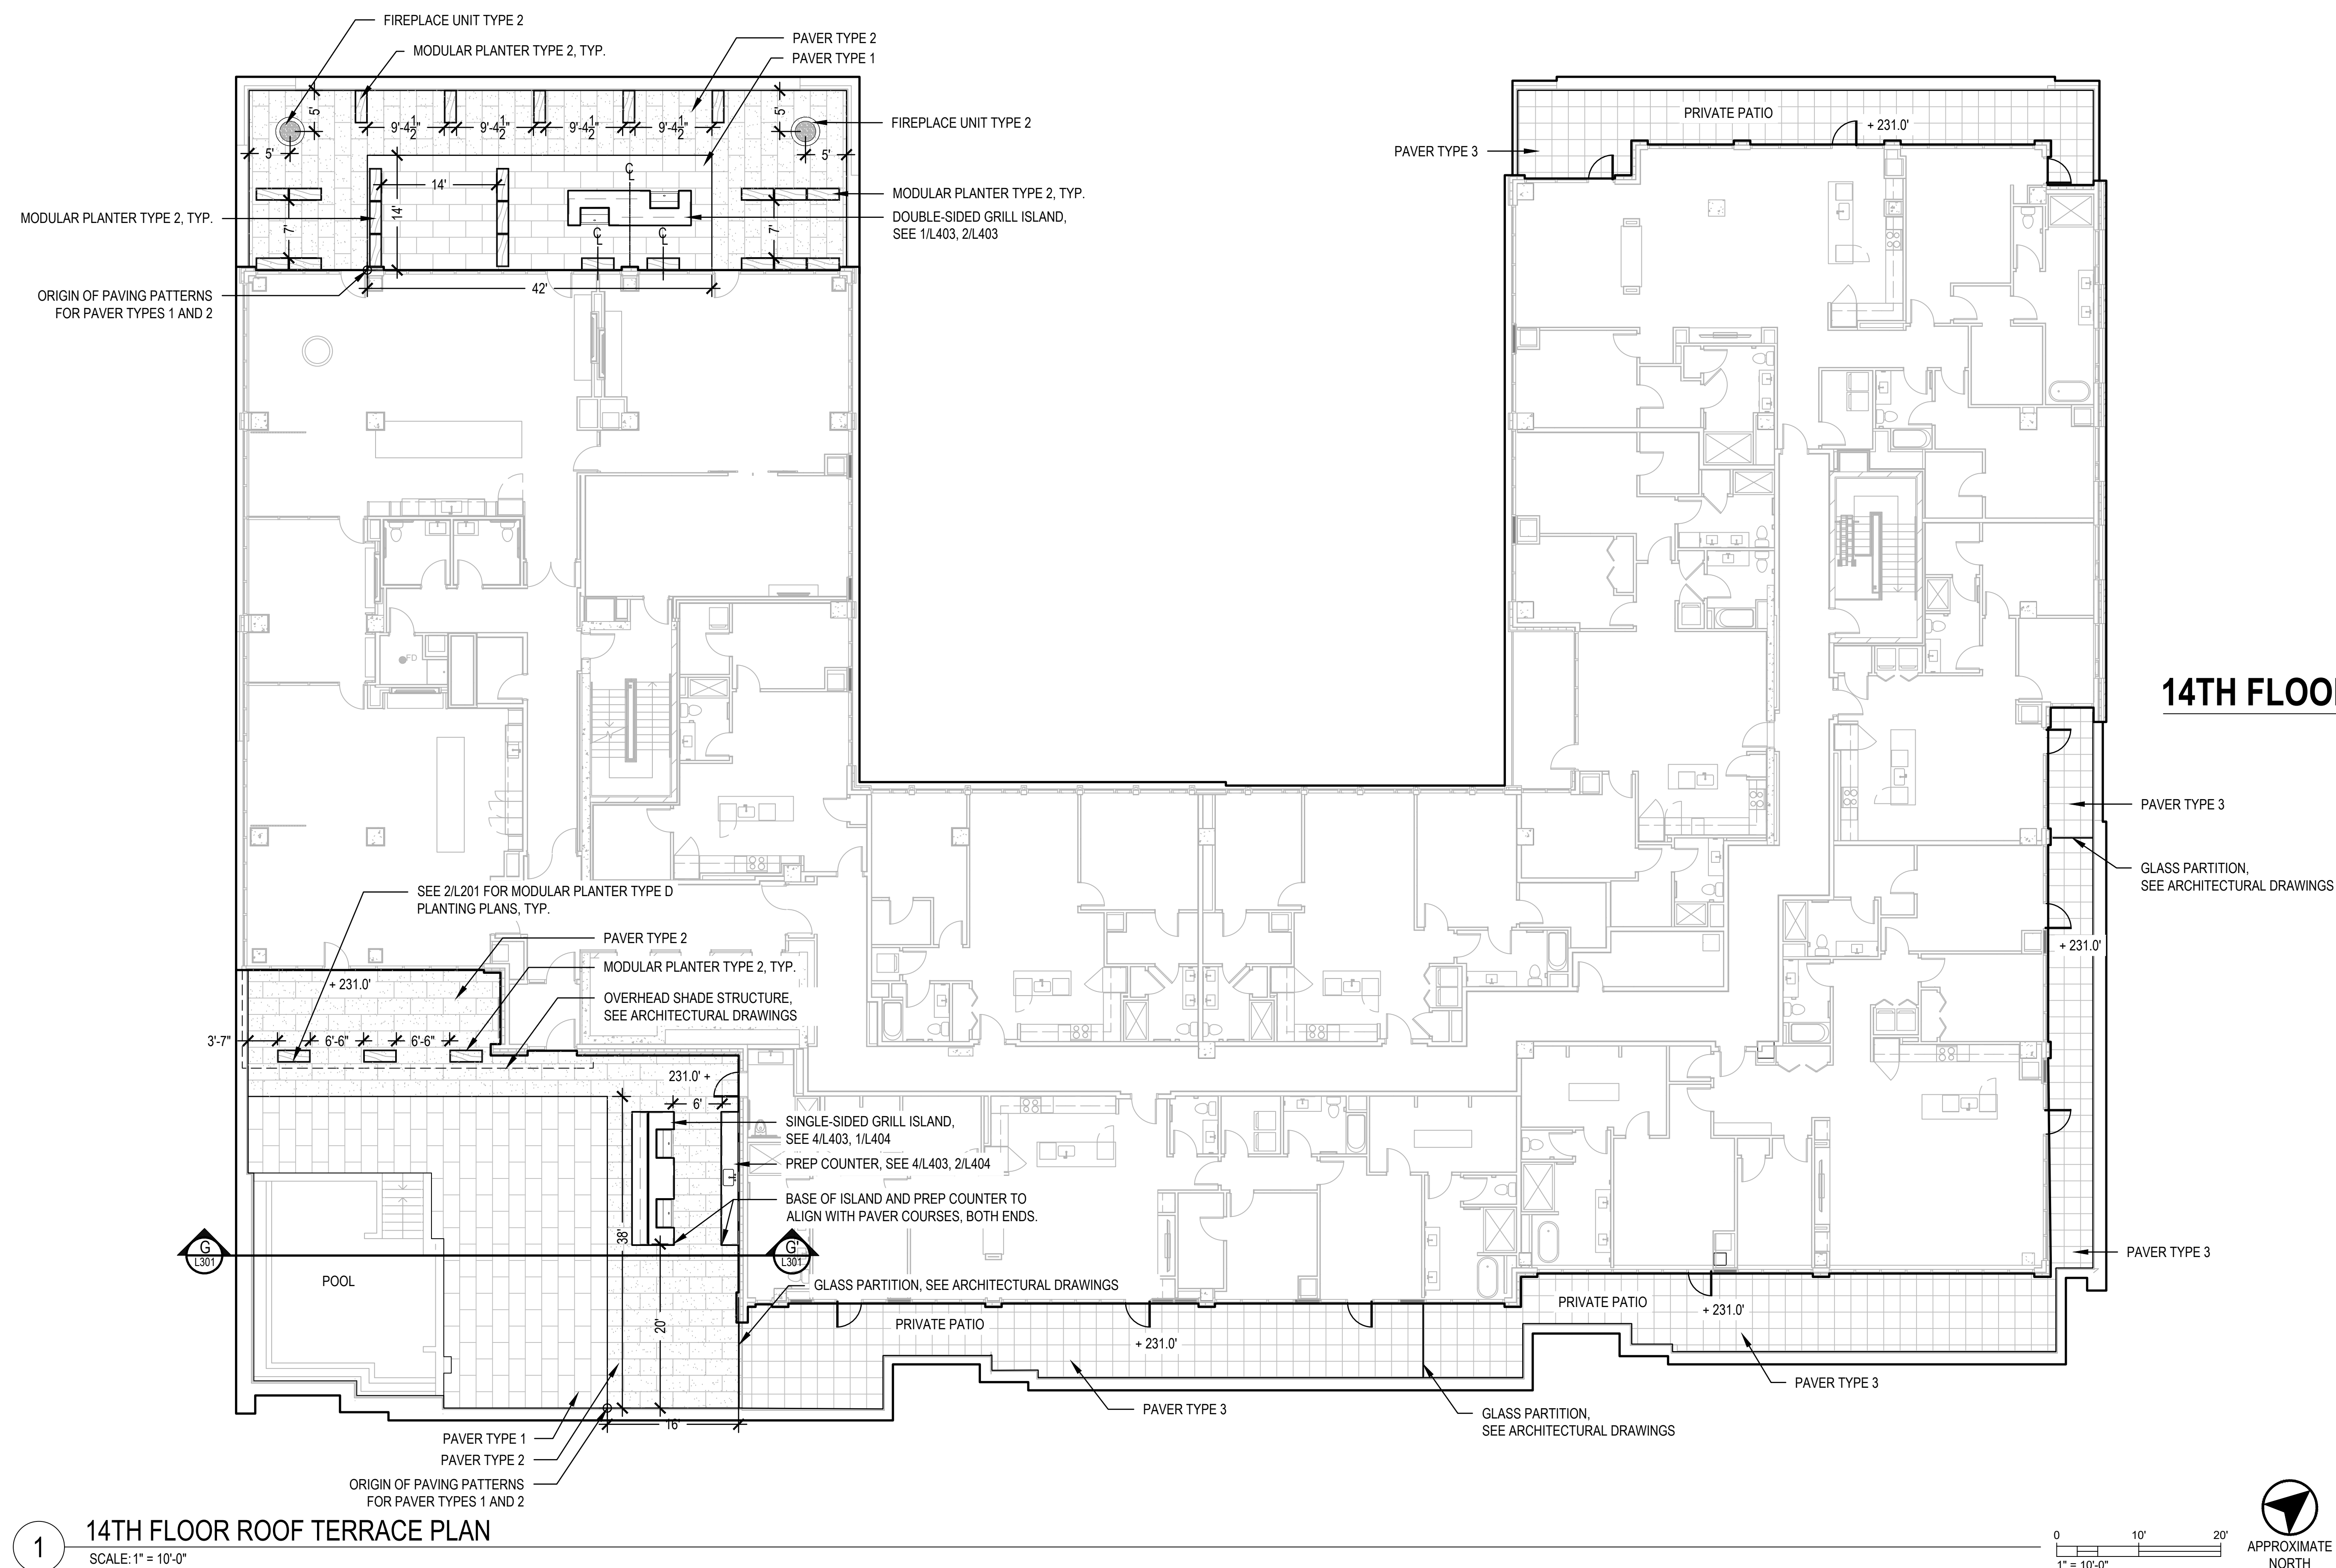 FIREPLACE UNIT TYPE 2
MODULAR PLANTER TYPE 2, TYP.
PAVER TYPE 2
PAVER TYPE 1
5'
5'
9'-4 1/2"
9'-4 1/2"
9'-4 1/2"
9'-4 1/2"
FIREPLACE UNIT TYPE 2
5'
5'
14'
14'
℄
MODULAR PLANTER TYPE 2, TYP.
MODULAR PLANTER TYPE 2, TYP.
DOUBLE-SIDED GRILL ISLAND,
SEE 1/L403, 2/L403
7'
7'
℄
℄
42'
ORIGIN OF PAVING PATTERNS
FOR PAVER TYPES 1 AND 2
PRIVATE PATIO
+ 231.0'
PAVER TYPE 3
FD
14TH FLOO
PAVER TYPE 3
GLASS PARTITION,
SEE ARCHITECTURAL DRAWINGS
+ 231.0'
PAVER TYPE 3
SEE 2/L201 FOR MODULAR PLANTER TYPE D
PLANTING PLANS, TYP.
PAVER TYPE 2
MODULAR PLANTER TYPE 2, TYP.
+ 231.0'
OVERHEAD SHADE STRUCTURE,
SEE ARCHITECTURAL DRAWINGS
3'-7"
6'-6"
6'-6"
231.0' +
6'
SINGLE-SIDED GRILL ISLAND,
SEE 4/L403, 1/L404
PREP COUNTER, SEE 4/L403, 2/L404
BASE OF ISLAND AND PREP COUNTER TO
ALIGN WITH PAVER COURSES, BOTH ENDS.
38'
G
L301
G'
L301
POOL
GLASS PARTITION, SEE ARCHITECTURAL DRAWINGS
20'
PRIVATE PATIO
+ 231.0'
PRIVATE PATIO
+ 231.0'
PAVER TYPE 3
PAVER TYPE 3
GLASS PARTITION,
SEE ARCHITECTURAL DRAWINGS
16'
PAVER TYPE 1
PAVER TYPE 2
ORIGIN OF PAVING PATTERNS
FOR PAVER TYPES 1 AND 2
1
14TH FLOOR ROOF TERRACE PLAN
SCALE: 1" = 10'-0"
0
10'
20'
1" = 10'-0"
APPROXIMATE
NORTH